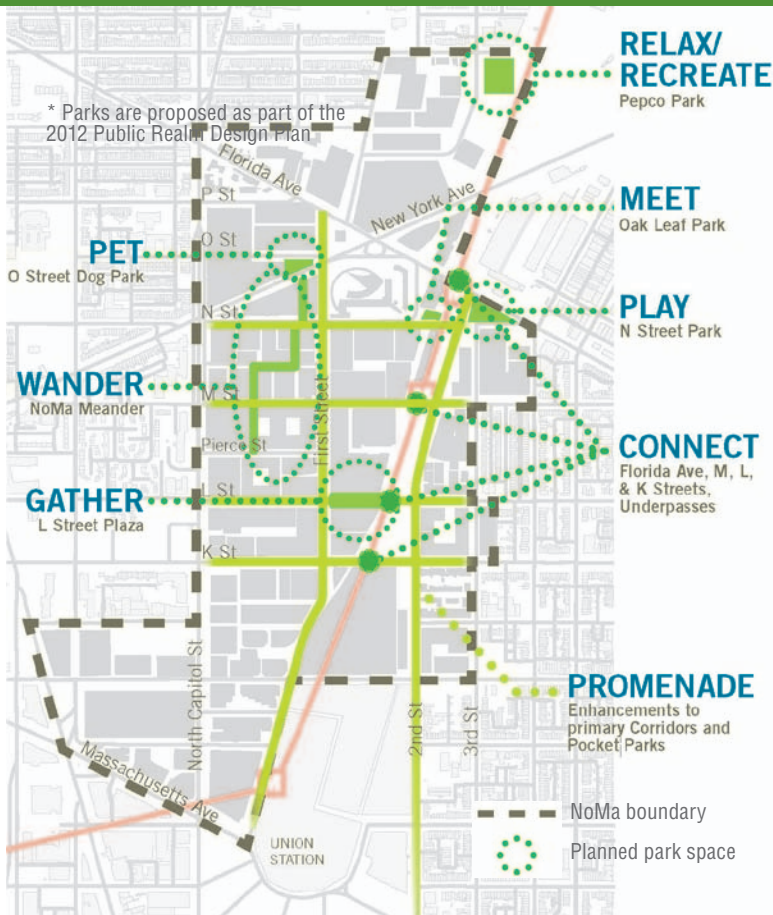 RELAX/
RECREATE
Pepco Park
* Parks are proposed as part of the
2012 Public Realm Design Plan
Florida Ave
P St
New York Ave
MEET
Oak Leaf Park
O St
PET
O Street Dog Park
N St
PLAY
N Street Park
WANDER
NoMa Meander
M St
First Street
Pierce St
CONNECT
Florida Ave, M, L,
& K Streets,
Underpasses
GATHER
L Street Plaza
L St
K St
North Capitol St
2nd St
3rd St
PROMENADE
Enhancements to
primary Corridors and
Pocket Parks
Massachusetts Ave
NoMa boundary
Planned park space
UNION
STATION